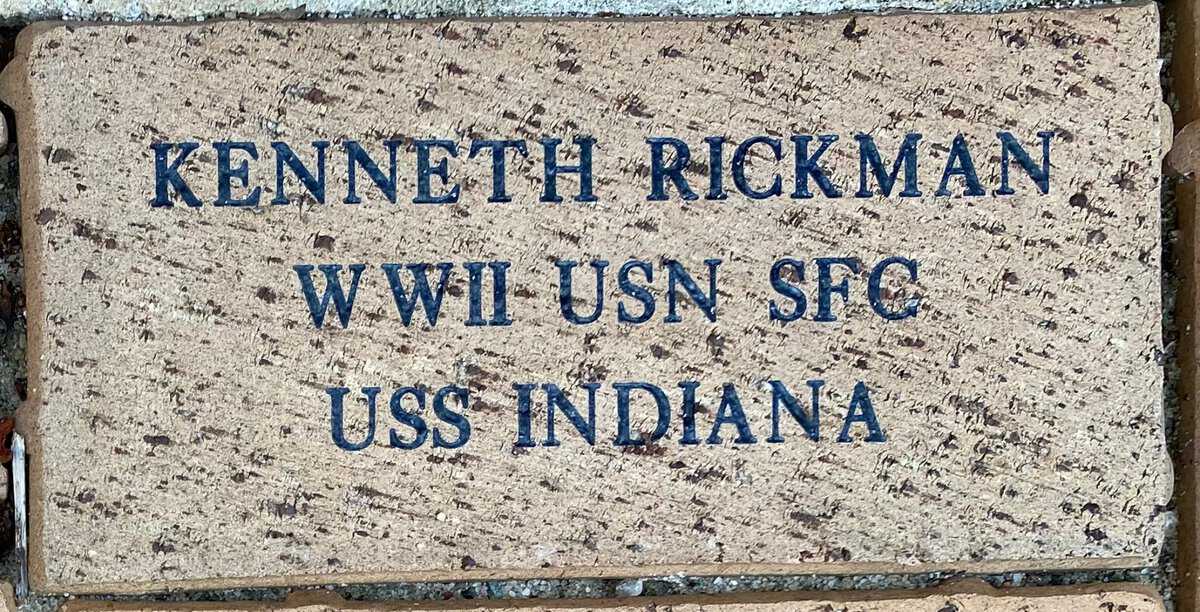 KENNETH RICKMAN
WWII USN SFC
USS INDIANA